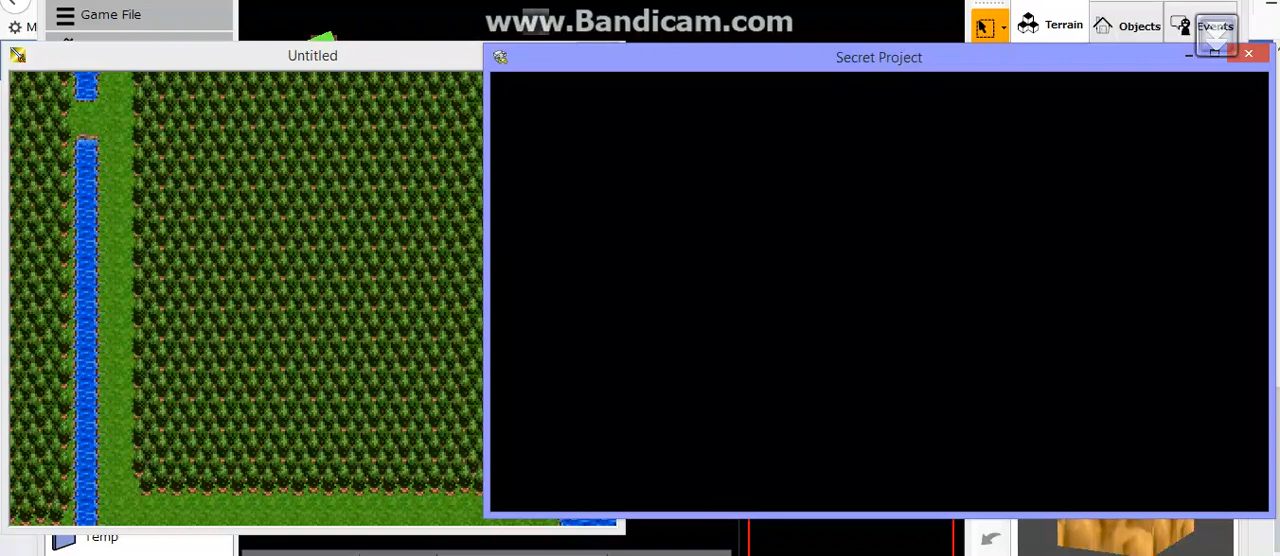 Game File
www.Bandicam.com
Terrain
Objects
Events
M
Untitled
Secret Project
Temp